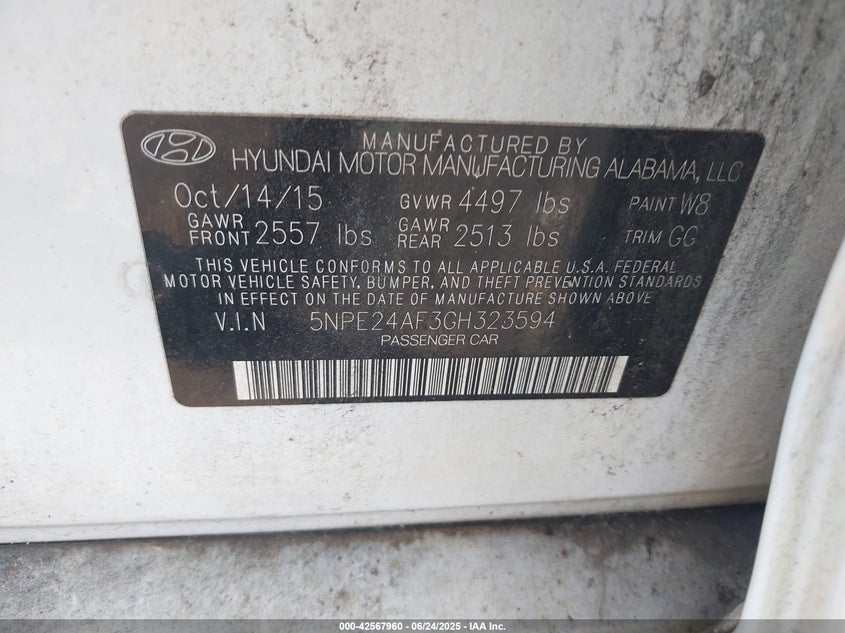 MANUFACTURED BY
HYUNDAI MOTOR MANUFACTURING ALABAMA, LLC
Oct/14/15 GVWR 4497 lbs PAINT W8
GAWR FRONT 2557 lbs GAWR REAR 2513 lbs TRIM GG
THIS VEHICLE CONFORMS TO ALL APPLICABLE U.S.A. FEDERAL
MOTOR VEHICLE SAFETY, BUMPER, AND THEFT PREVENTION STANDARDS
IN EFFECT ON THE DATE OF MANUFACTURE SHOWN ABOVE
V.I.N 5NPE24AF3GH323594
PASSENGER CAR
000-42567960 | 06/24/2025 | IAA Inc.